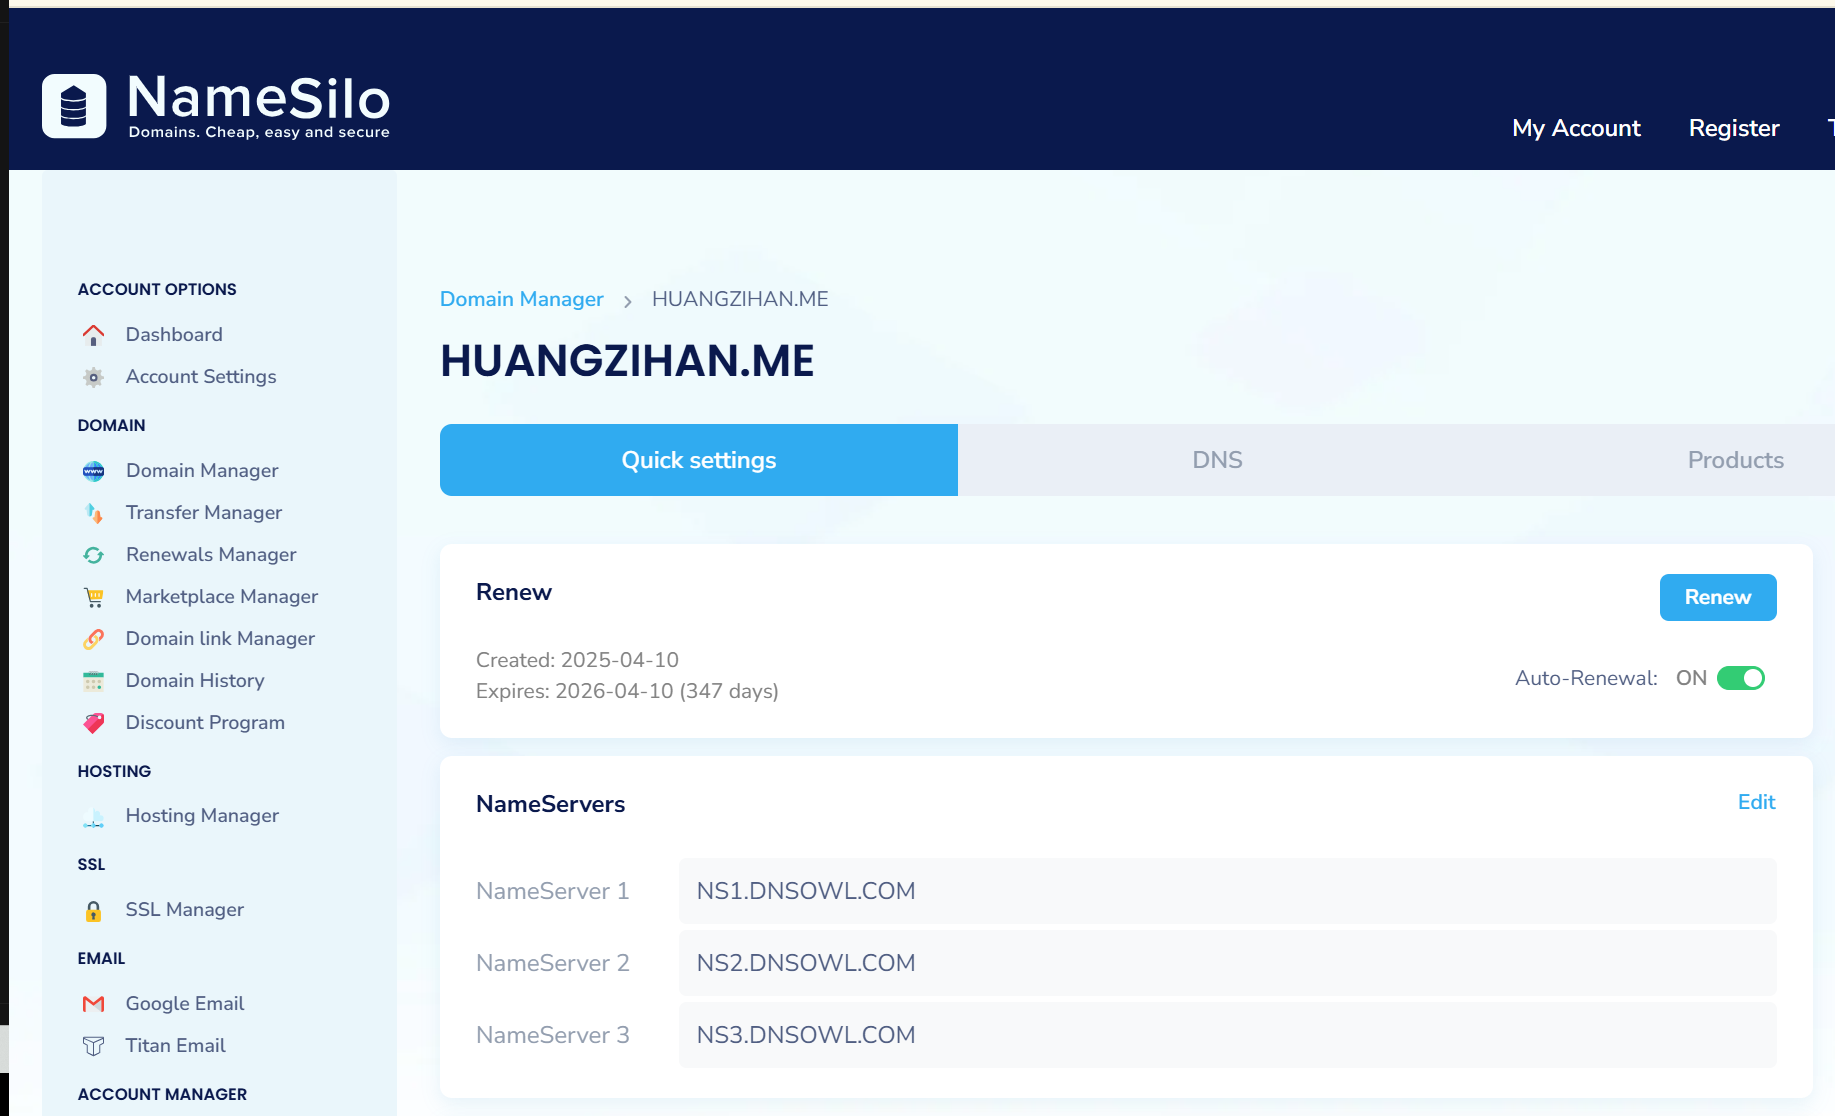 NameSilo
Domains. Cheap, easy and secure
My Account
Register
ACCOUNT OPTIONS
Dashboard
Account Settings
DOMAIN
www
Domain Manager
Transfer Manager
Renewals Manager
Marketplace Manager
Domain link Manager
Domain History
Discount Program
HOSTING
Hosting Manager
SSL
SSL Manager
EMAIL
Google Email
Titan Email
ACCOUNT MANAGER
Domain Manager > HUANGZIHAN.ME
HUANGZIHAN.ME
Quick settings
DNS
Products
Renew
Renew
Created: 2025-04-10
Expires: 2026-04-10 (347 days)
Auto-Renewal: ON
NameServers
Edit
NameServer 1 NS1.DNSOWL.COM
NameServer 2 NS2.DNSOWL.COM
NameServer 3 NS3.DNSOWL.COM